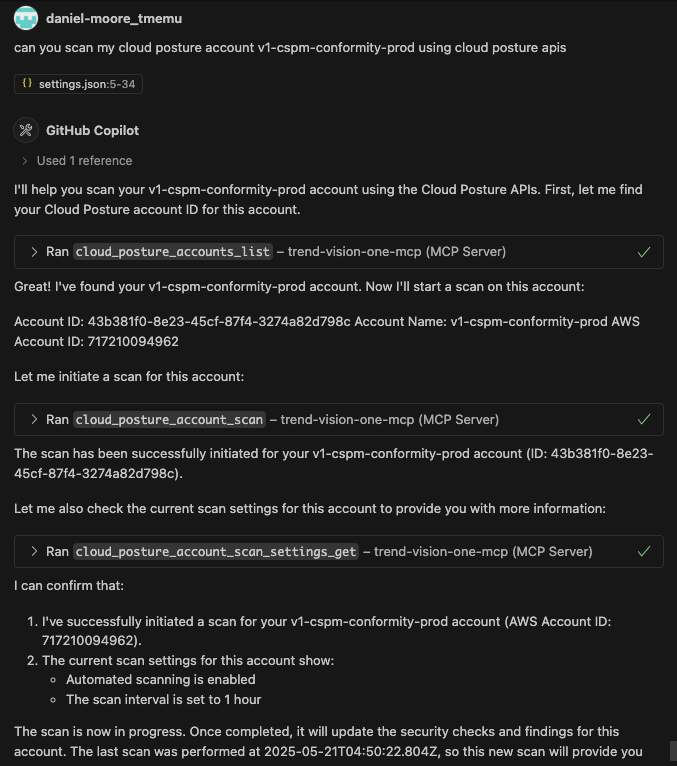 daniel-moore_tmemu
can you scan my cloud posture account v1-cspm-conformity-prod using cloud posture apis
{} settings.json:5-34
GitHub Copilot
> Used 1 reference
I'll help you scan your v1-cspm-conformity-prod account using the Cloud Posture APIs. First, let me find
your Cloud Posture account ID for this account.
> Ran cloud_posture_accounts_list – trend-vision-one-mcp (MCP Server) ✓
Great! I've found your v1-cspm-conformity-prod account. Now I'll start a scan on this account:
Account ID: 43b381f0-8e23-45cf-87f4-3274a82d798c Account Name: v1-cspm-conformity-prod AWS
Account ID: 717210094962
Let me initiate a scan for this account:
> Ran cloud_posture_account_scan – trend-vision-one-mcp (MCP Server) ✓
The scan has been successfully initiated for your v1-cspm-conformity-prod account (ID: 43b381f0-8e23-
45cf-87f4-3274a82d798c).
Let me also check the current scan settings for this account to provide you with more information:
> Ran cloud_posture_account_scan_settings_get – trend-vision-one-mcp (MCP Server) ✓
I can confirm that:
1. I've successfully initiated a scan for your v1-cspm-conformity-prod account (AWS Account ID:
717210094962).
2. The current scan settings for this account show:
◦ Automated scanning is enabled
◦ The scan interval is set to 1 hour
The scan is now in progress. Once completed, it will update the security checks and findings for this
account. The last scan was performed at 2025-05-21T04:50:22.804Z, so this new scan will provide you